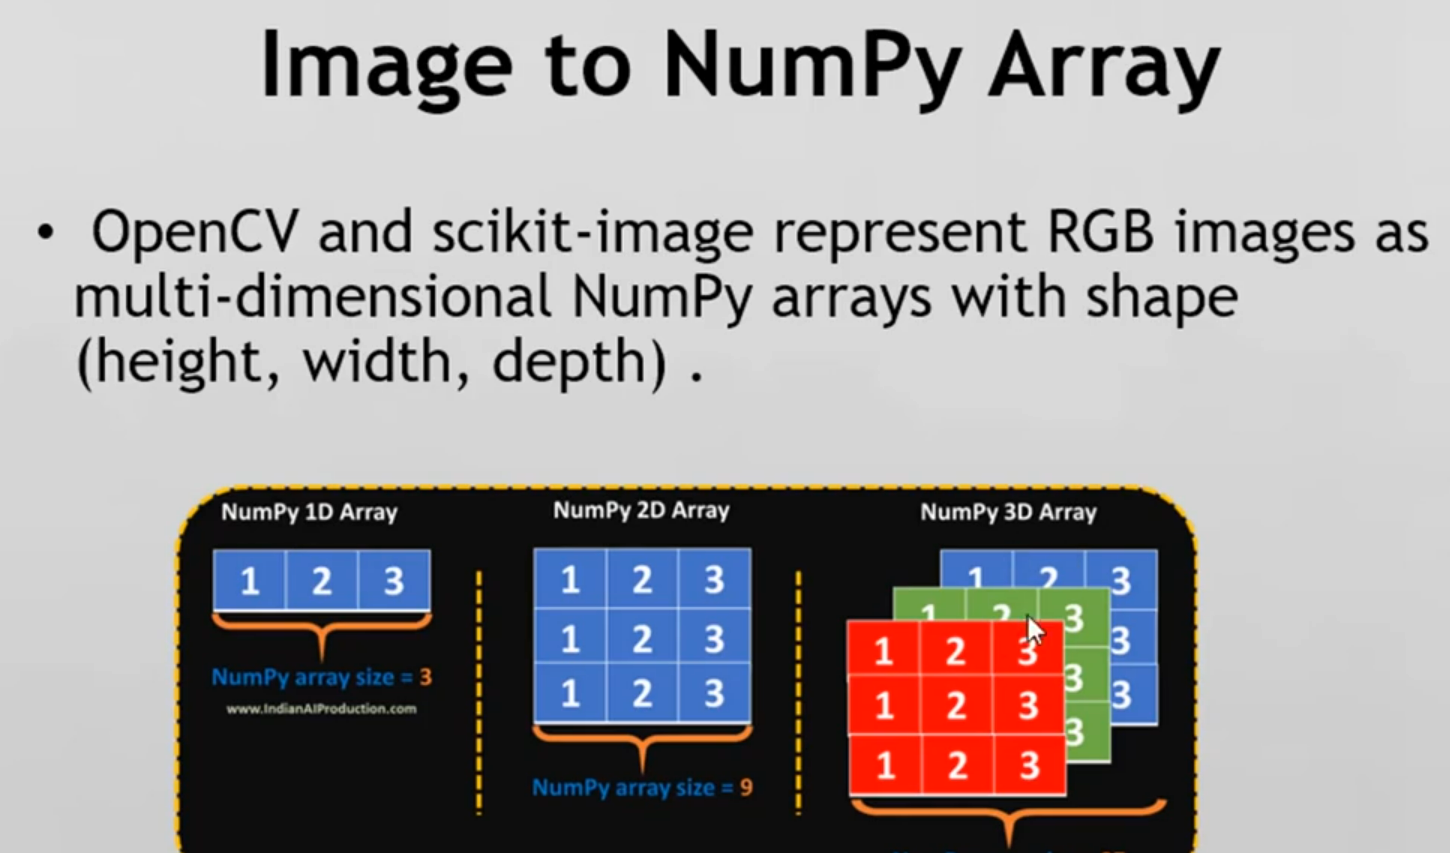 Image to NumPy Array
• OpenCV and scikit-image represent RGB images as
multi-dimensional NumPy arrays with shape
(height, width, depth) .
NumPy 1D Array
1 2 3
NumPy array size = 3
www.IndianAIProduction.com
NumPy 2D Array
1 2 3
1 2 3
1 2 3
NumPy array size = 9
NumPy 3D Array
1 2 3
1 2 3
3
3
3
3
1 2 3
1 2 3
1 2 3